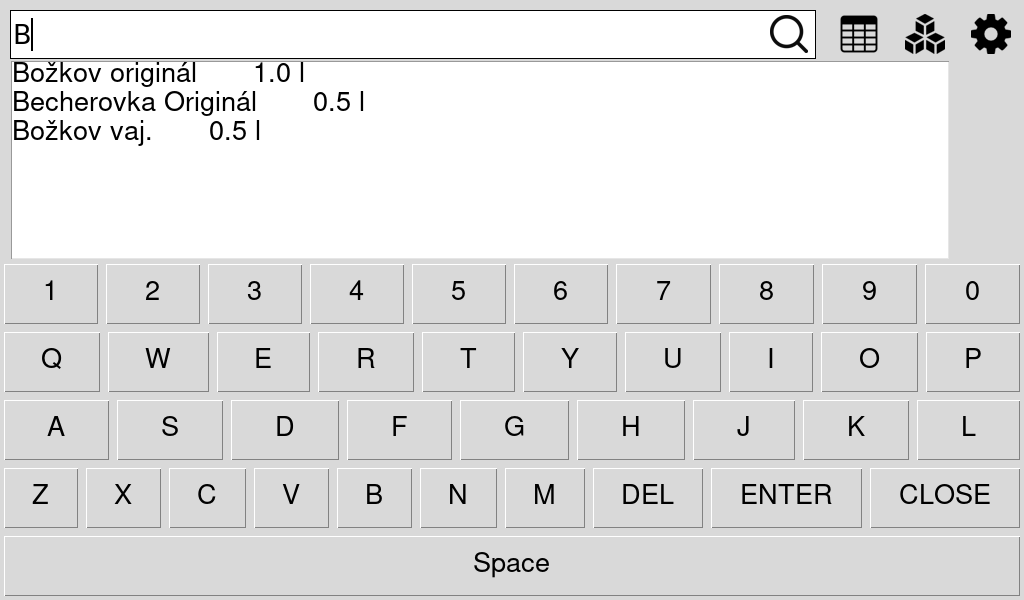 B
Božkov originál 1.0 l
Becherovka Originál 0.5 l
Božkov vaj. 0.5 l
1 2 3 4 5 6 7 8 9 0
Q W E R T Y U I O P
A S D F G H J K L
Z X C V B N M DEL ENTER CLOSE
Space